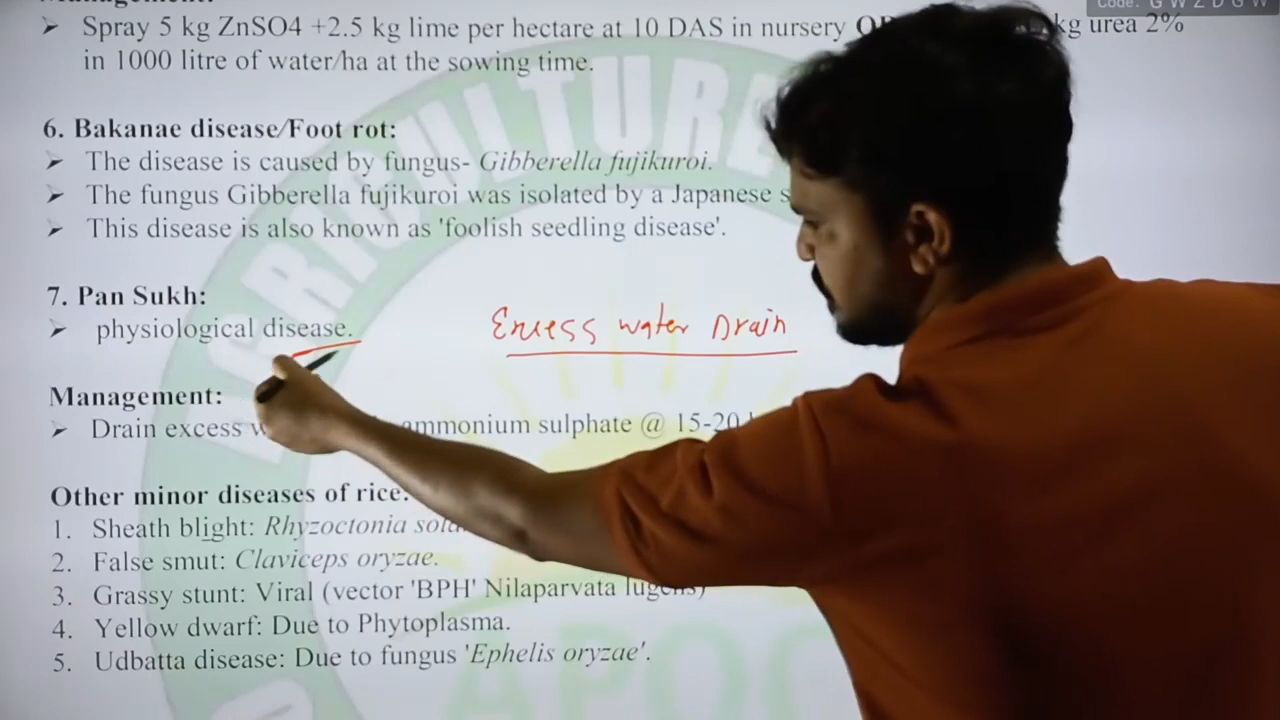 Code: G W Z D G W
Spray 5 kg ZnSO4 +2.5 kg lime per hectare at 10 DAS in nursery kg urea 2%
in 1000 litre of water/ha at the sowing time.
6. Bakanae disease/Foot rot:
The disease is caused by fungus- Gibberella fujikuroi.
The fungus Gibberella fujikuroi was isolated by a Japanese
This disease is also known as 'foolish seedling disease'.
7. Pan Sukh:
physiological disease.
Excess water Drain
Management:
Drain excess ammonium sulphate @ 15-20
Other minor diseases of rice:
1. Sheath blight: Rhyzoctonia
2. False smut: Claviceps oryzae.
3. Grassy stunt: Viral (vector 'BPH' Nilaparvata lugens)
4. Yellow dwarf: Due to Phytoplasma.
5. Udbatta disease: Due to fungus 'Ephelis oryzae'.